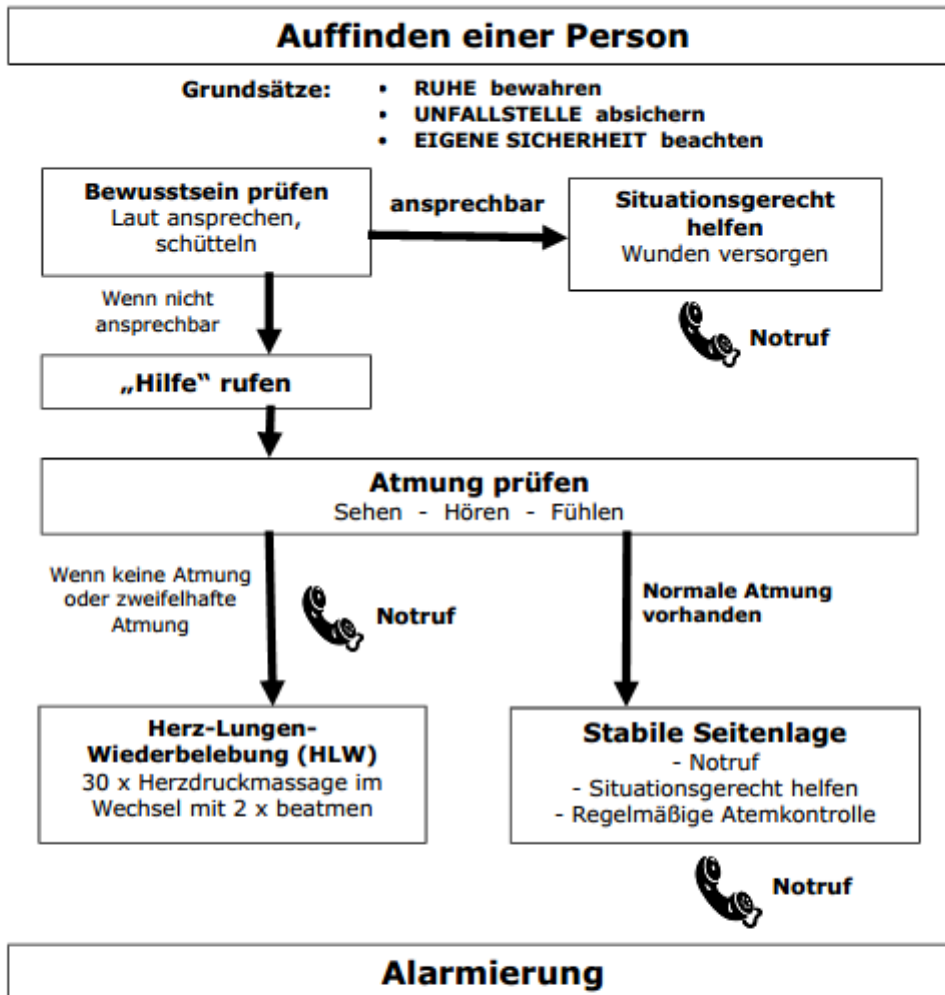 Auffinden einer Person
Grundsätze:
• RUHE bewahren
• UNFALLSTELLE absichern
• EIGENE SICHERHEIT beachten
Bewusstsein prüfen
Laut ansprechen,
schütteln
ansprechbar
Situationsgerecht
helfen
Wunden versorgen
Notruf
Wenn nicht
ansprechbar
„Hilfe“ rufen
Atmung prüfen
Sehen - Hören - Fühlen
Wenn keine Atmung
oder zweifelhafte
Atmung
Notruf
Normale Atmung
vorhanden
Herz-Lungen-
Wiederbelebung (HLW)
30 x Herzdruckmassage im
Wechsel mit 2 x beatmen
Stabile Seitenlage
- Notruf
- Situationsgerecht helfen
- Regelmäßige Atemkontrolle
Notruf
Alarmierung